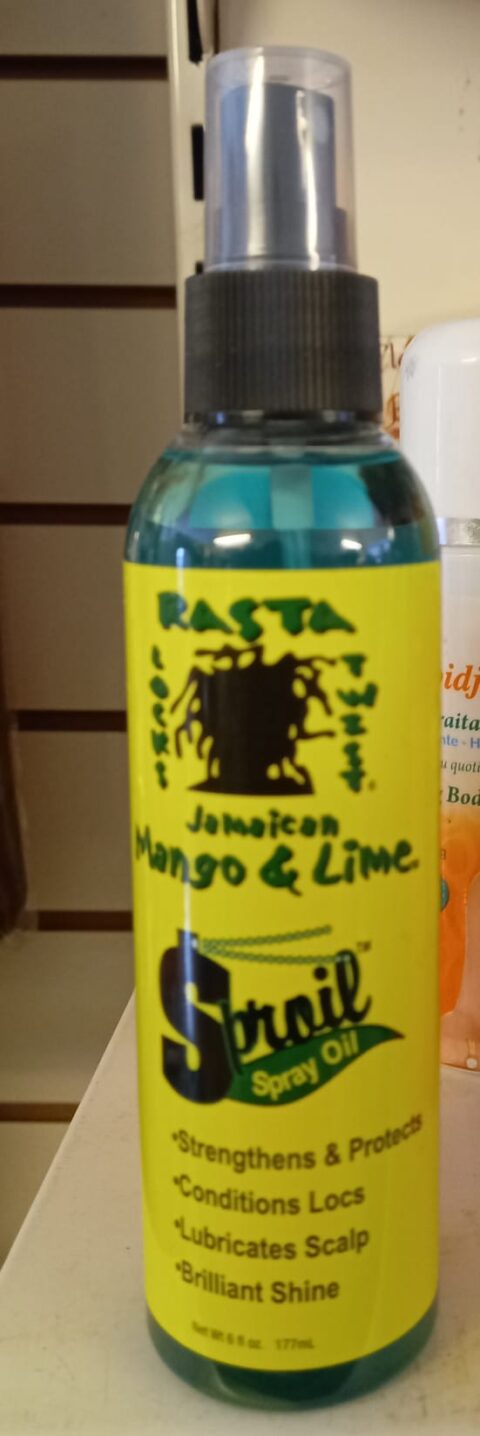 RASTA
LOCKS
TWIST
Jamaican
Mango & Lime
Sproil™
Spray Oil
•Strengthens & Protects
•Conditions Locs
•Lubricates Scalp
•Brilliant Shine
Net Wt 6 fl oz. 177mL